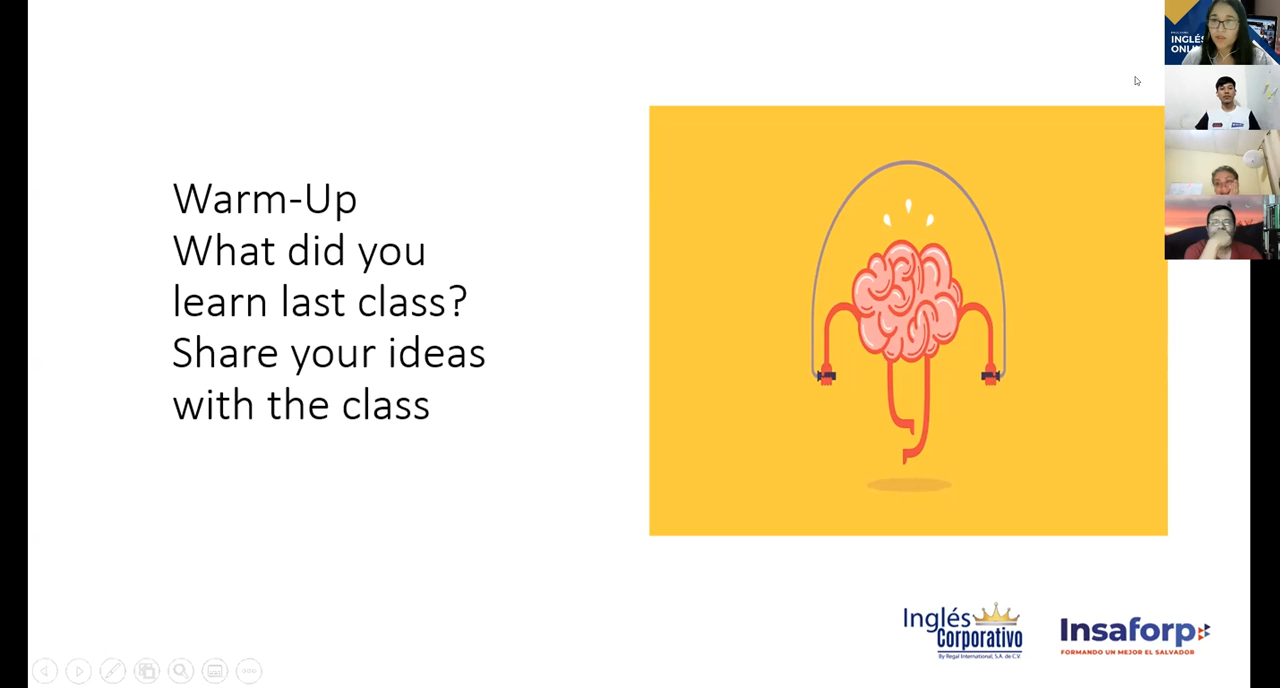 Warm-Up
What did you
learn last class?
Share your ideas
with the class
Inglés
Corporativo
By Regal International, S.A. de C.V.
Insaforp
FORMANDO UN MEJOR EL SALVADOR
INGLÉS